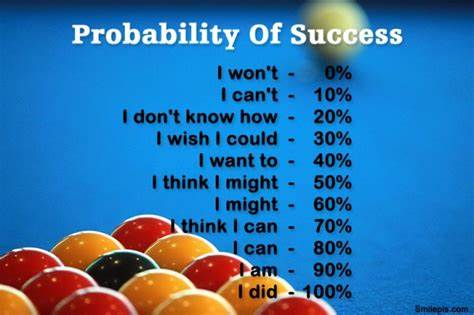 Probability Of Success
I won't - 0%
I can't - 10%
I don't know how - 20%
I wish I could - 30%
I want to - 40%
I think I might - 50%
I might - 60%
I think I can - 70%
I can - 80%
I am - 90%
I did - 100%
Smilepis.com